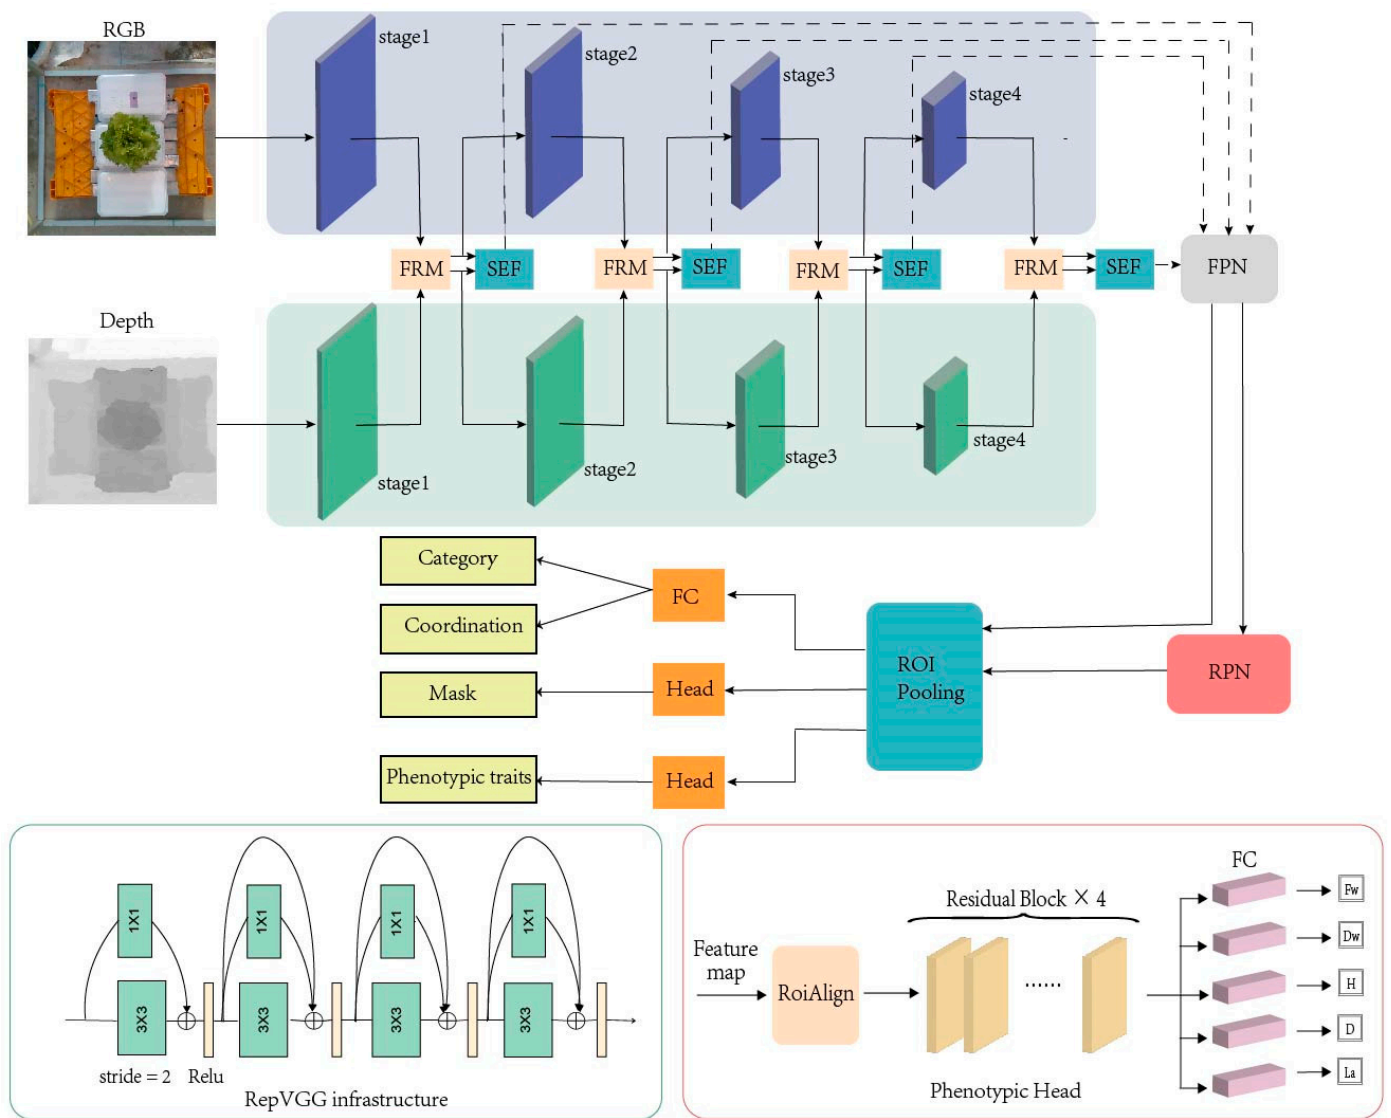 RGB
stage1
stage2
stage3
stage4
FRM
SEF
FRM
SEF
FRM
SEF
FRM
SEF
FPN
Depth
stage1
stage2
stage3
stage4
Category
Coordination
Mask
Phenotypic traits
FC
Head
Head
ROI
Pooling
RPN
1X1
1X1
1X1
1X1
3X3
3X3
3X3
3X3
stride = 2
Relu
RepVGG infrastructure
Feature
map
RoiAlign
Residual Block × 4
......
FC
Fw
Dw
H
D
La
Phenotypic Head